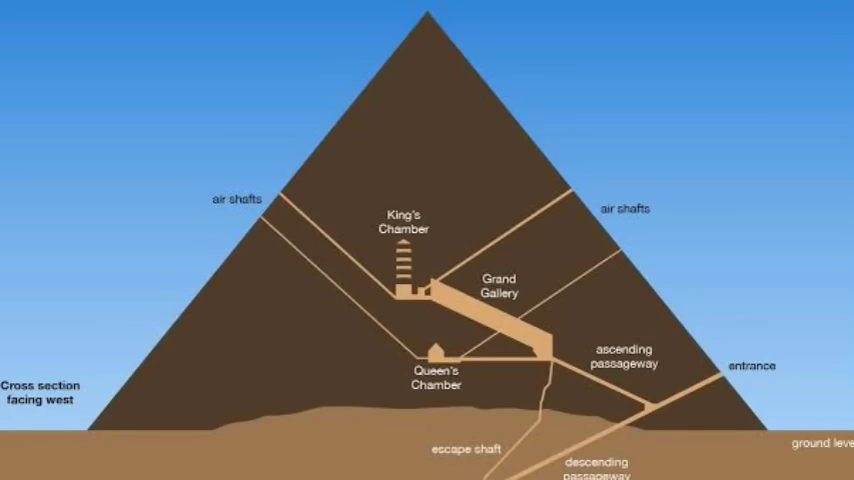 air shafts
air shafts
King's
Chamber
Grand
Gallery
ascending
passageway
entrance
Queen's
Chamber
Cross section
facing west
ground leve
escape shaft
descending
passageway